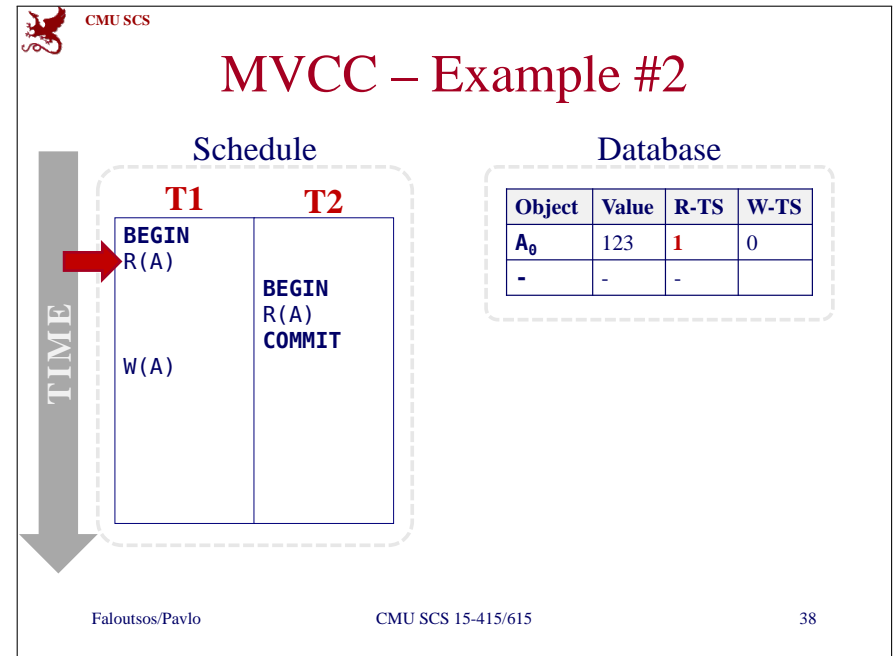 CMU SCS
MVCC – Example #2
Schedule
Database
TIME
T1 T2
BEGIN
R(A)
BEGIN
R(A)
COMMIT
W(A)
Object Value R-TS W-TS
A₀ 123 1 0
- - -
Faloutsos/Pavlo CMU SCS 15-415/615 38